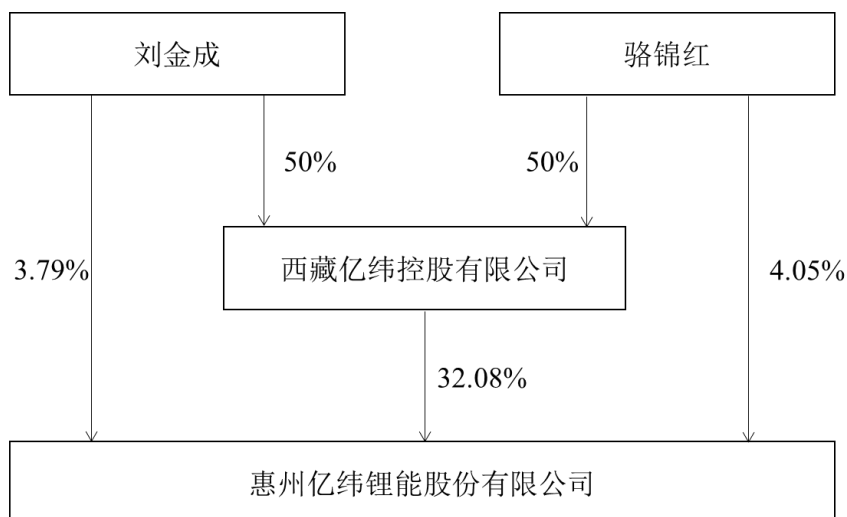 刘金成
骆锦红
50%
50%
西藏亿纬控股有限公司
3.79%
4.05%
32.08%
惠州亿纬锂能股份有限公司